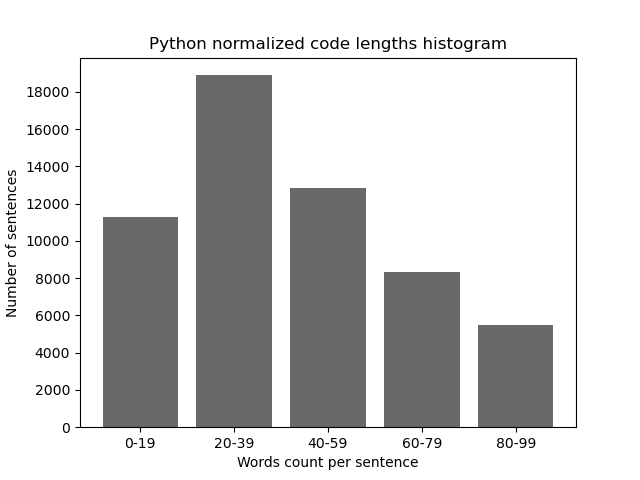 Python normalized code lengths histogram
18000
16000
14000
12000
10000
8000
6000
4000
2000
0
Number of sentences
0-19 20-39 40-59 60-79 80-99
Words count per sentence